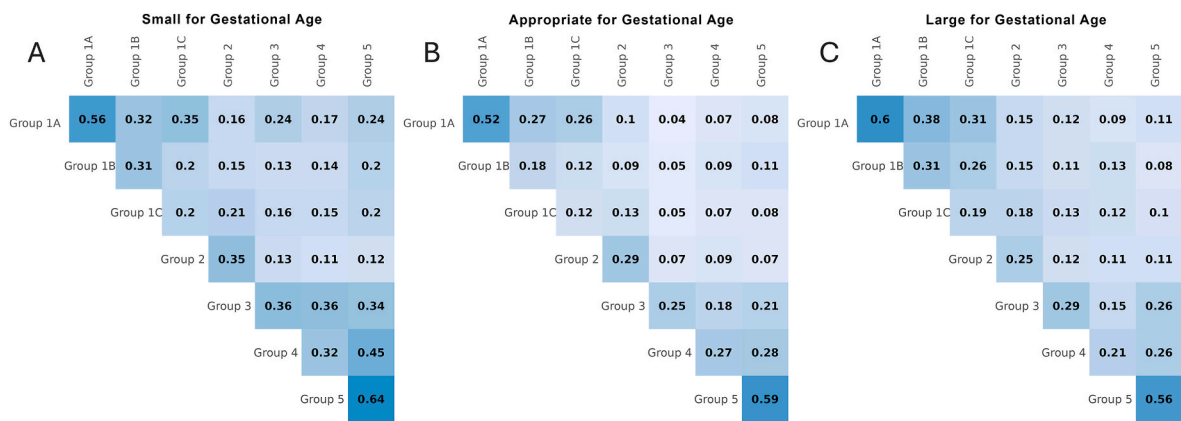 Small for Gestational Age
A
Group 1A Group 1B Group 1C Group 2 Group 3 Group 4 Group 5
Group 1A 0.56 0.32 0.35 0.16 0.24 0.17 0.24
Group 1B 0.31 0.2 0.15 0.13 0.14 0.2
Group 1C 0.2 0.21 0.16 0.15 0.2
Group 2 0.35 0.13 0.11 0.12
Group 3 0.36 0.36 0.34
Group 4 0.32 0.45
Group 5 0.64
Appropriate for Gestational Age
B
Group 1A Group 1B Group 1C Group 2 Group 3 Group 4 Group 5
Group 1A 0.52 0.27 0.26 0.1 0.04 0.07 0.08
Group 1B 0.18 0.12 0.09 0.05 0.09 0.11
Group 1C 0.12 0.13 0.05 0.07 0.08
Group 2 0.29 0.07 0.09 0.07
Group 3 0.25 0.18 0.21
Group 4 0.27 0.28
Group 5 0.59
Large for Gestational Age
C
Group 1A Group 1B Group 1C Group 2 Group 3 Group 4 Group 5
Group 1A 0.6 0.38 0.31 0.15 0.12 0.09 0.11
Group 1B 0.31 0.26 0.15 0.11 0.13 0.08
Group 1C 0.19 0.18 0.13 0.12 0.1
Group 2 0.25 0.12 0.11 0.11
Group 3 0.29 0.15 0.26
Group 4 0.21 0.26
Group 5 0.56